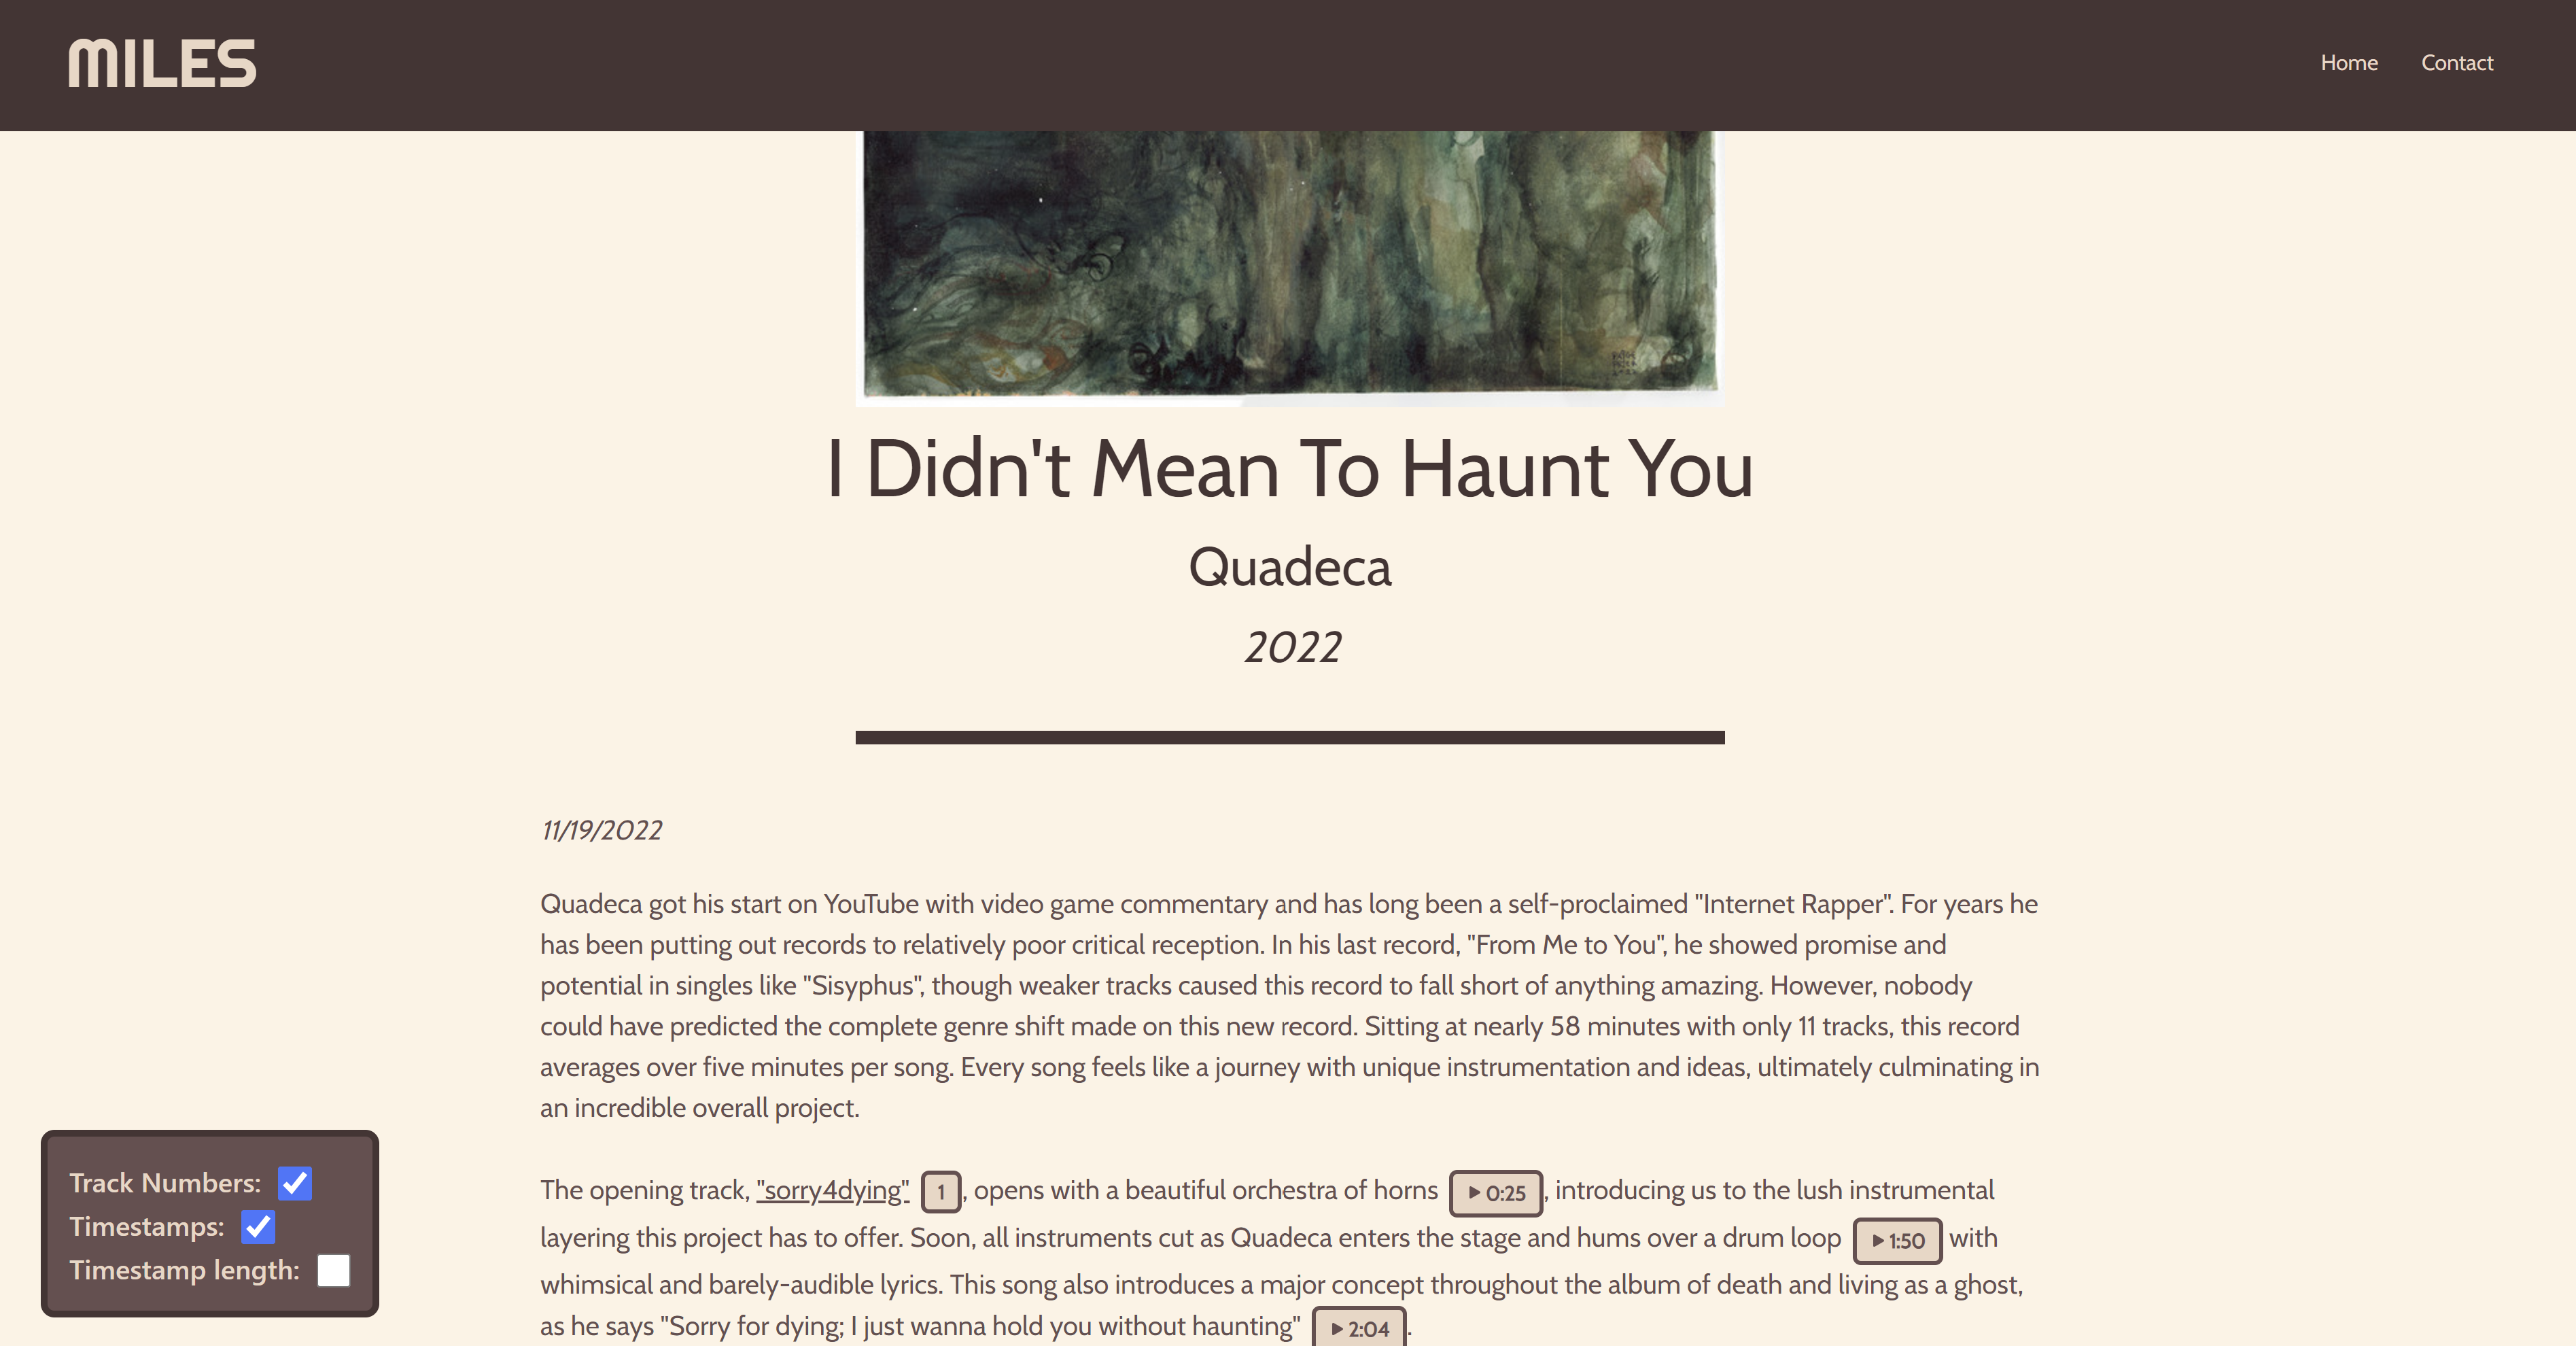 MILES
Home Contact
I Didn't Mean To Haunt You
Quadeca
2022
11/19/2022
Quadeca got his start on YouTube with video game commentary and has long been a self-proclaimed "Internet Rapper". For years he
has been putting out records to relatively poor critical reception. In his last record, "From Me to You", he showed promise and
potential in singles like "Sisyphus", though weaker tracks caused this record to fall short of anything amazing. However, nobody
could have predicted the complete genre shift made on this new record. Sitting at nearly 58 minutes with only 11 tracks, this record
averages over five minutes per song. Every song feels like a journey with unique instrumentation and ideas, ultimately culminating in
an incredible overall project.
The opening track, "sorry4dying" 1, opens with a beautiful orchestra of horns 0:25, introducing us to the lush instrumental
layering this project has to offer. Soon, all instruments cut as Quadeca enters the stage and hums over a drum loop 1:50 with
whimsical and barely-audible lyrics. This song also introduces a major concept throughout the album of death and living as a ghost,
as he says "Sorry for dying; I just wanna hold you without haunting" 2:04.
Track Numbers:
Timestamps:
Timestamp length: